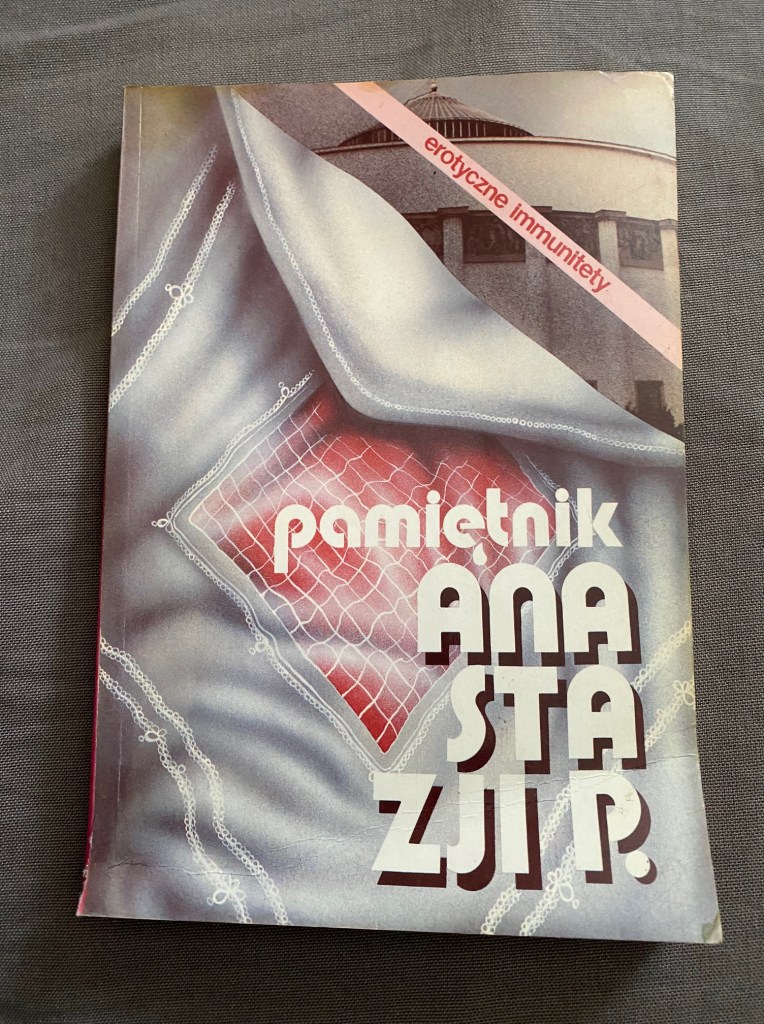 erotyczne immunitety
pamiętnik
ANA
STA
ZJI P.